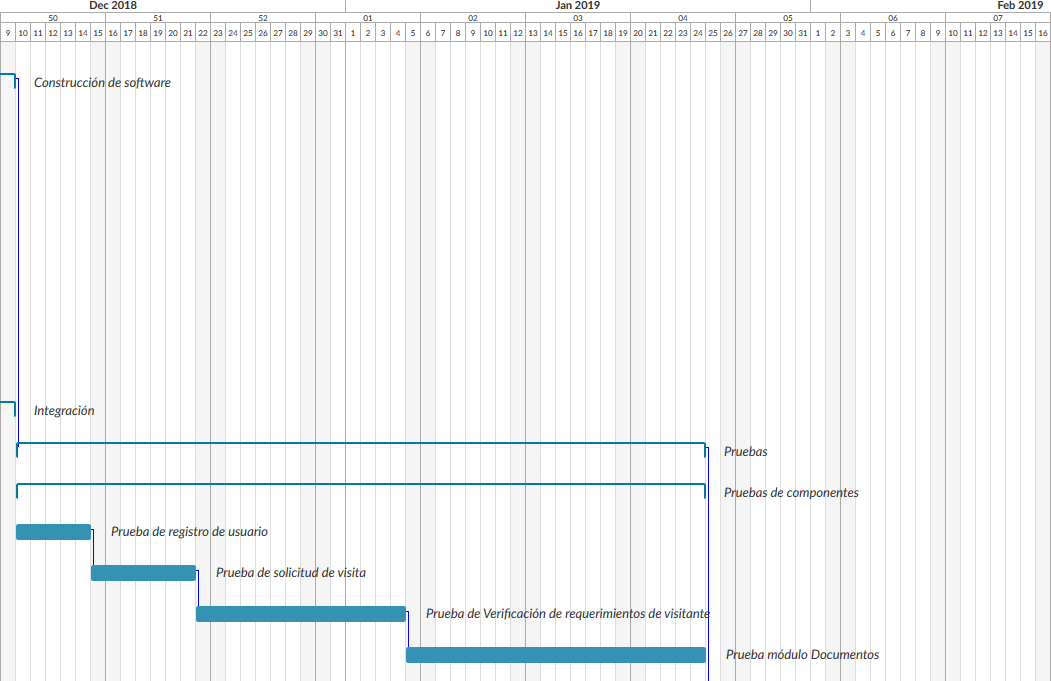 Dec 2018 Jan 2019 Feb 2019
50 51 52 01 02 03 04 05 06 07
9 10 11 12 13 14 15 16 17 18 19 20 21 22 23 24 25 26 27 28 29 30 31 1 2 3 4 5 6 7 8 9 10 11 12 13 14 15 16 17 18 19 20 21 22 23 24 25 26 27 28 29 30 31 1 2 3 4 5 6 7 8 9 10 11 12 13 14 15 16
Construcción de software
Integración
Pruebas
Pruebas de componentes
Prueba de registro de usuario
Prueba de solicitud de visita
Prueba de Verificación de requerimientos de visitante
Prueba módulo Documentos